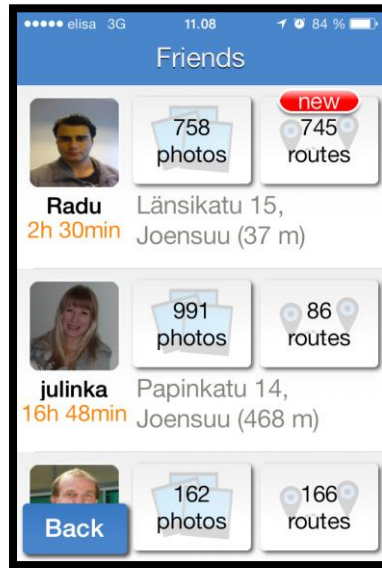 elisa 3G 11.08 84 %
Friends
758
photos
new
745
routes
Radu
2h 30min
Länsikatu 15,
Joensuu (37 m)
991
photos
86
routes
julinka
16h 48min
Papinkatu 14,
Joensuu (468 m)
162
photos
166
routes
Back